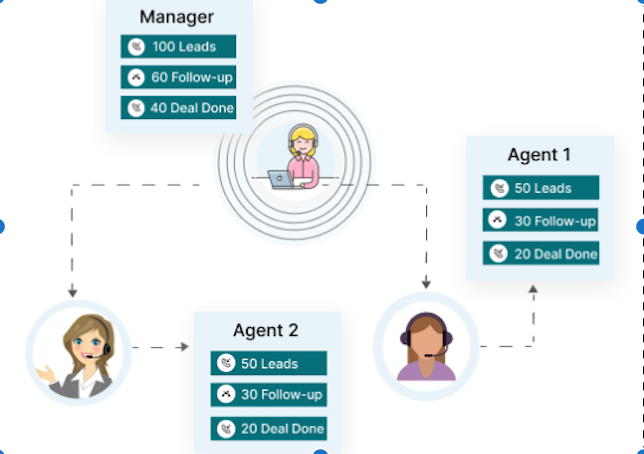 Manager
100 Leads
60 Follow-up
40 Deal Done
Agent 1
50 Leads
30 Follow-up
20 Deal Done
Agent 2
50 Leads
30 Follow-up
20 Deal Done